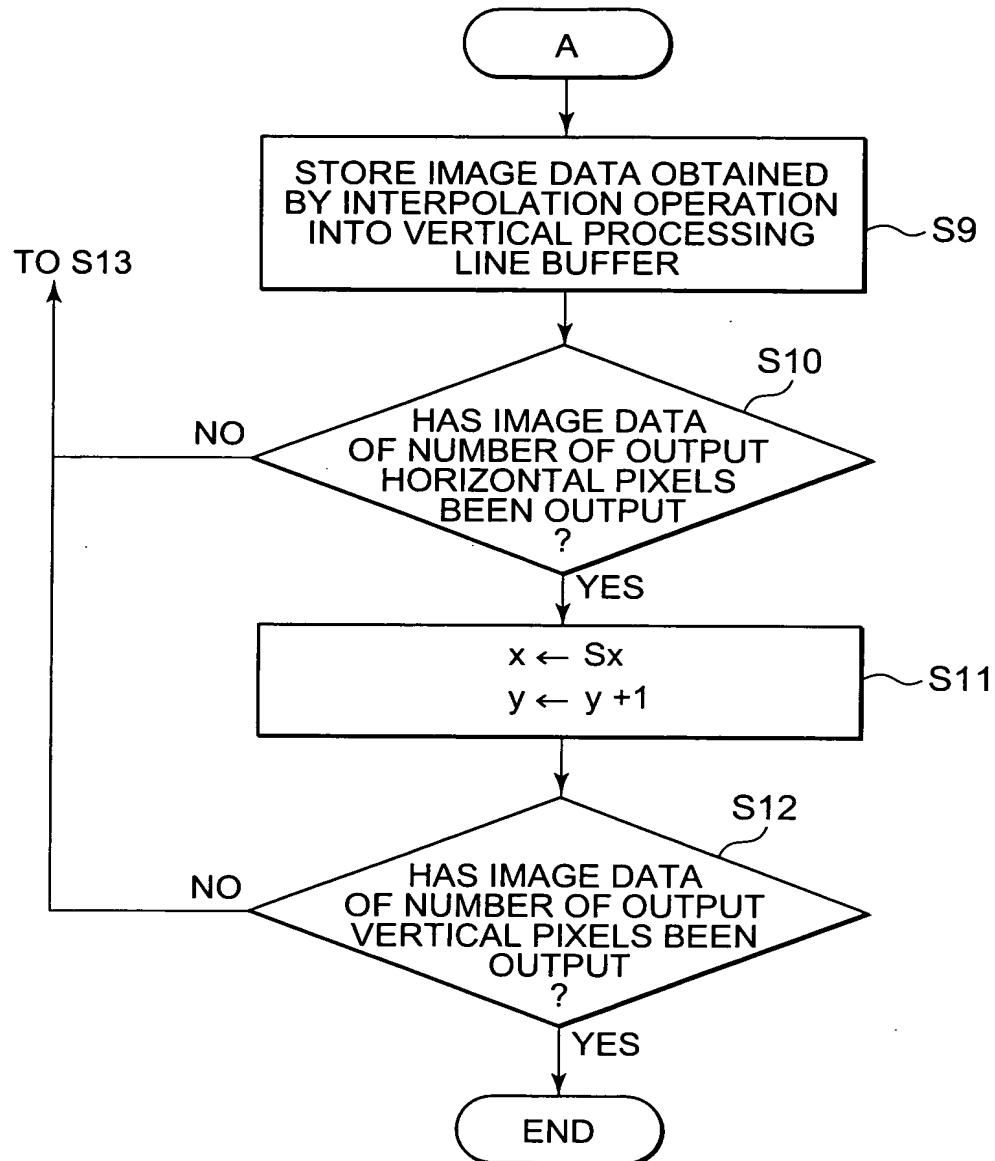 A
STORE IMAGE DATA OBTAINED
BY INTERPOLATION OPERATION
INTO VERTICAL PROCESSING
LINE BUFFER
S9
TO S13
S10
HAS IMAGE DATA
OF NUMBER OF OUTPUT
HORIZONTAL PIXELS
BEEN OUTPUT
?
NO
YES
x ← Sx
y ← y +1
S11
S12
HAS IMAGE DATA
OF NUMBER OF OUTPUT
VERTICAL PIXELS BEEN
OUTPUT
?
NO
YES
END